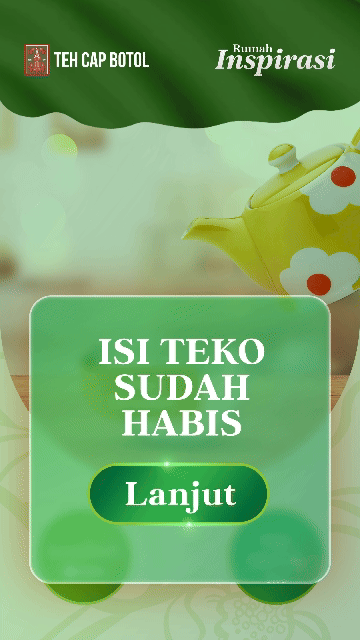 TEH CAP BOTOL
Rumah
Inspirasi
ISI TEKO
SUDAH
HABIS
Lanjut